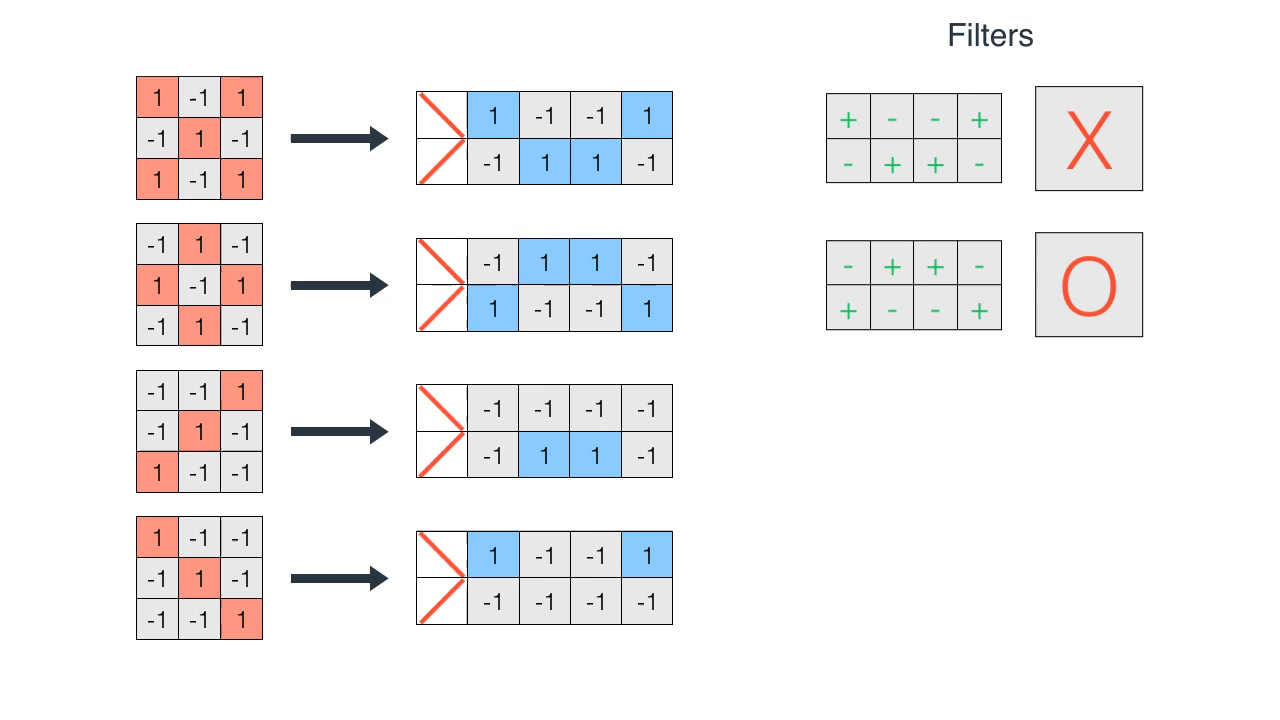 Filters
1 -1 1
-1 1 -1
1 -1 1
1 -1 -1 1
-1 1 1 -1
+ - - +
- + + -
X
-1 1 -1
1 -1 1
-1 1 -1
-1 1 1 -1
1 -1 -1 1
- + + -
+ - - +
O
-1 -1 1
-1 1 -1
1 -1 -1
-1 -1 -1 -1
-1 1 1 -1
1 -1 -1
-1 1 -1
-1 -1 1
1 -1 -1 1
-1 -1 -1 -1